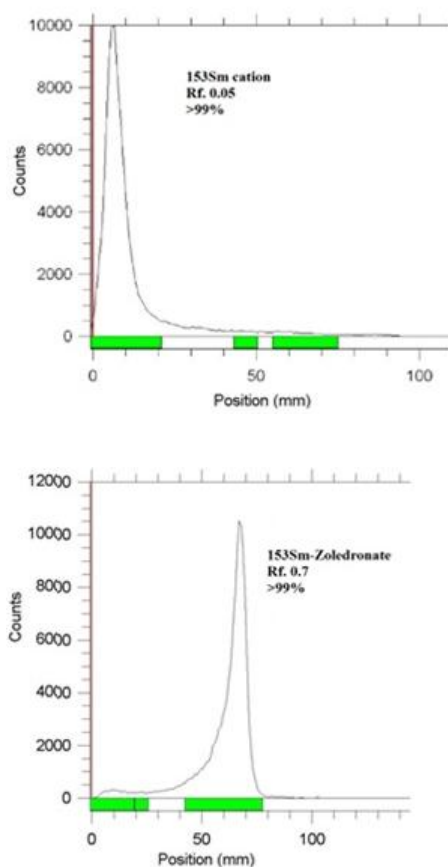 10000
153Sm cation
Rf. 0.05
>99%
8000
6000
Counts
4000
2000
0
0
50
100
Position (mm)
12000
10000
153Sm-Zoledronate
Rf. 0.7
>99%
8000
Counts
6000
4000
2000
0
0
50
100
Position (mm)